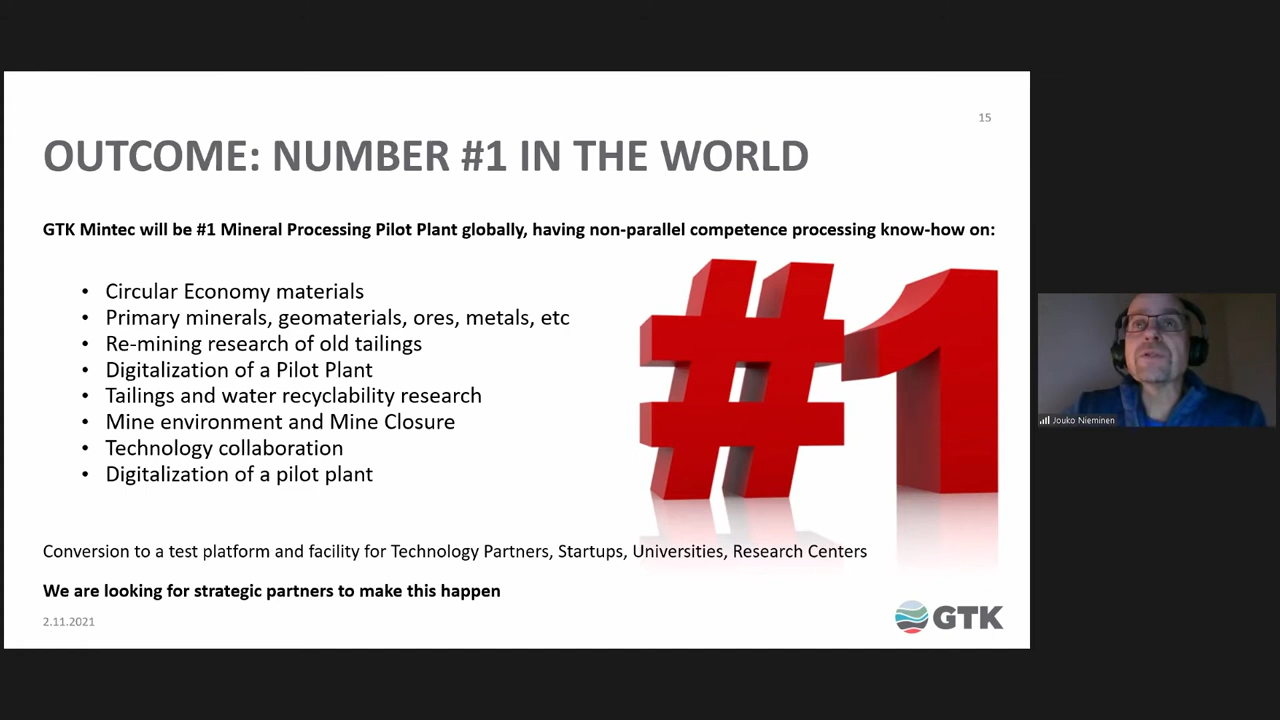 15
OUTCOME: NUMBER #1 IN THE WORLD
GTK Mintec will be #1 Mineral Processing Pilot Plant globally, having non-parallel competence processing know-how on:
• Circular Economy materials
• Primary minerals, geomaterials, ores, metals, etc
• Re-mining research of old tailings
• Digitalization of a Pilot Plant
• Tailings and water recyclability research
• Mine environment and Mine Closure
• Technology collaboration
• Digitalization of a pilot plant
#1
Conversion to a test platform and facility for Technology Partners, Startups, Universities, Research Centers
We are looking for strategic partners to make this happen
2.11.2021
GTK
Jouko Nieminen